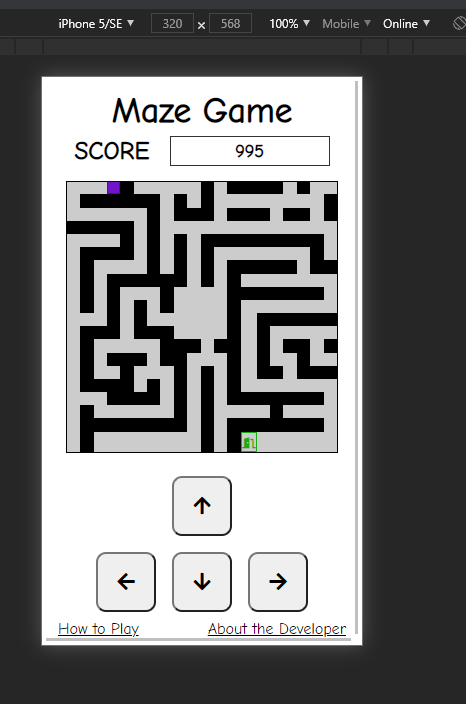 iPhone 5/SE ▼ 320 × 568 100% ▼ Mobile ▼ Online ▼
Maze Game
SCORE 995
↑
← ↓ →
How to Play About the Developer